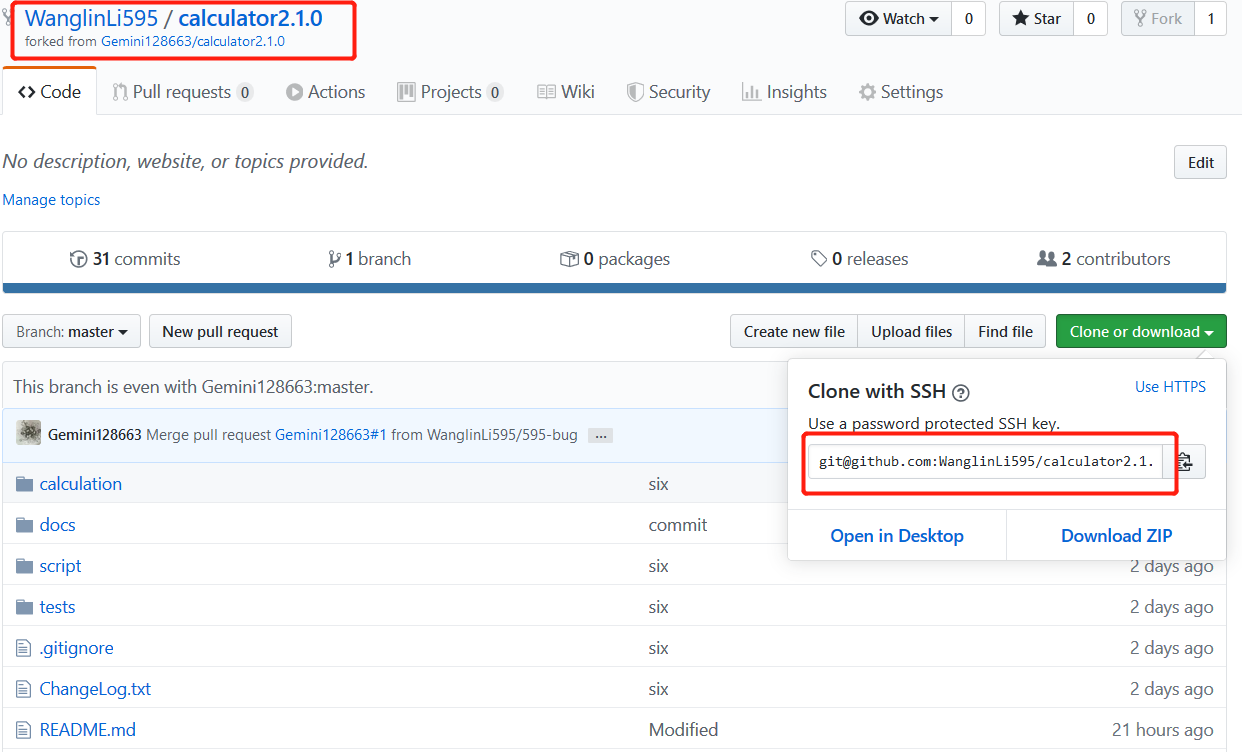 WanglinLi595 / calculator2.1.0
Watch 0 Star 0 Fork 1
forked from Gemini128663/calculator2.1.0
Code Pull requests 0 Actions Projects 0 Wiki Security Insights Settings
No description, website, or topics provided.
Edit
Manage topics
31 commits 1 branch 0 packages 0 releases 2 contributors
Branch: master New pull request Create new file Upload files Find file Clone or download
This branch is even with Gemini128663:master.
Clone with SSH ? Use HTTPS
Use a password protected SSH key.
Gemini128663 Merge pull request Gemini128663#1 from WanglinLi595/595-bug ...
git@github.com:WanglinLi595/calculator2.1.
calculation six
docs commit
Open in Desktop Download ZIP
script six 2 days ago
tests six 2 days ago
.gitignore six 2 days ago
ChangeLog.txt six 2 days ago
README.md Modified 21 hours ago